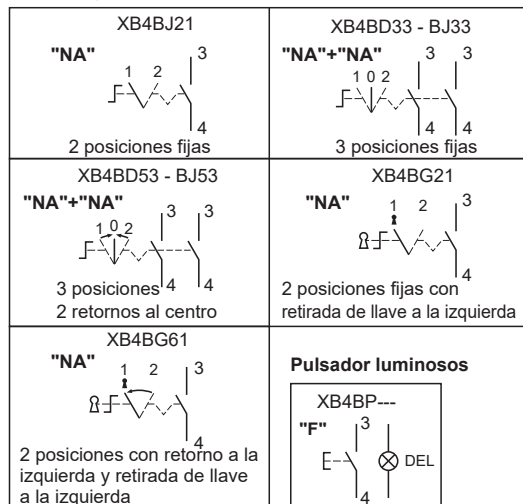 XB4BJ21
"NA"
1 2
3
4
2 posiciones fijas
XB4BD33 - BJ33
"NA"+"NA"
1 0 2
3 3
4 4
3 posiciones fijas
XB4BD53 - BJ53
"NA"+"NA"
1 0 2
3 3
4 4
3 posiciones
2 retornos al centro
XB4BG21
"NA"
1 2
3
4
2 posiciones fijas con
retirada de llave a la izquierda
XB4BG61
"NA"
1 2
3
4
2 posiciones con retorno a la
izquierda y retirada de llave
a la izquierda
Pulsador luminosos
XB4BP---
"F"
3
DEL
4